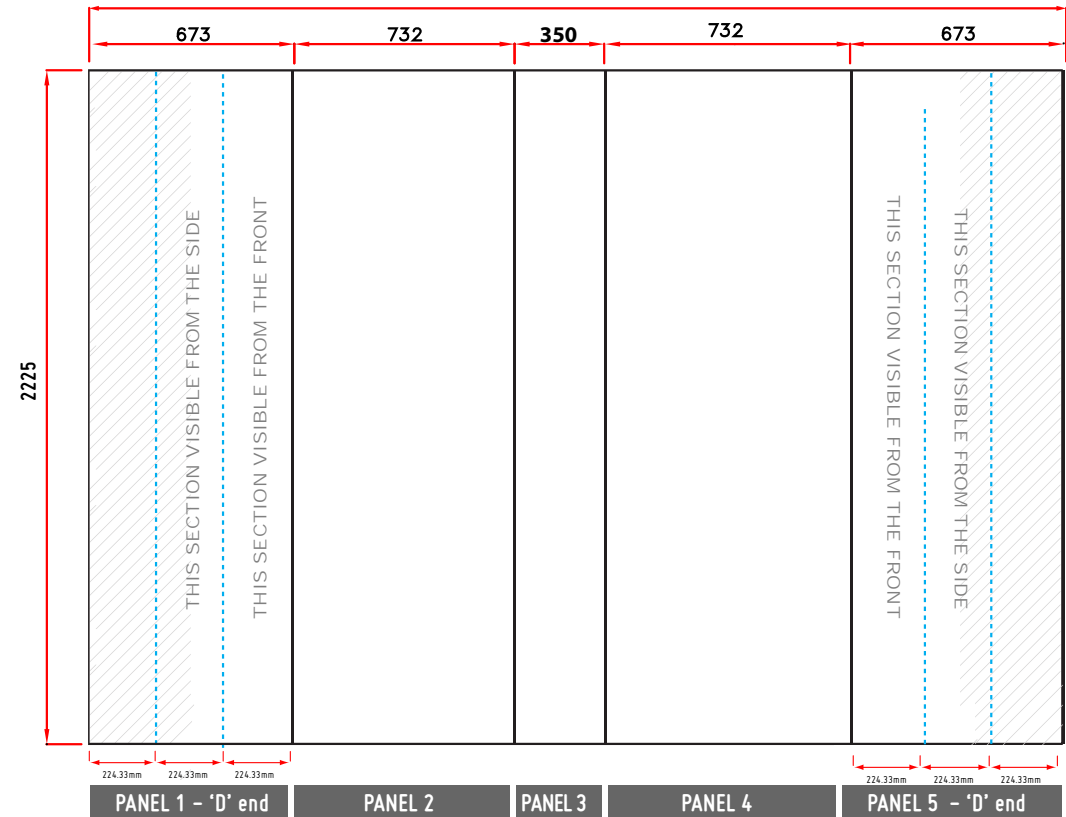 673
732
350
732
673
2225
THIS SECTION VISIBLE FROM THE SIDE
THIS SECTION VISIBLE FROM THE FRONT
THIS SECTION VISIBLE FROM THE FRONT
THIS SECTION VISIBLE FROM THE SIDE
224.33mm
224.33mm
224.33mm
224.33mm
224.33mm
224.33mm
PANEL 1 – ‘D’ end
PANEL 2
PANEL 3
PANEL 4
PANEL 5 – ‘D’ end